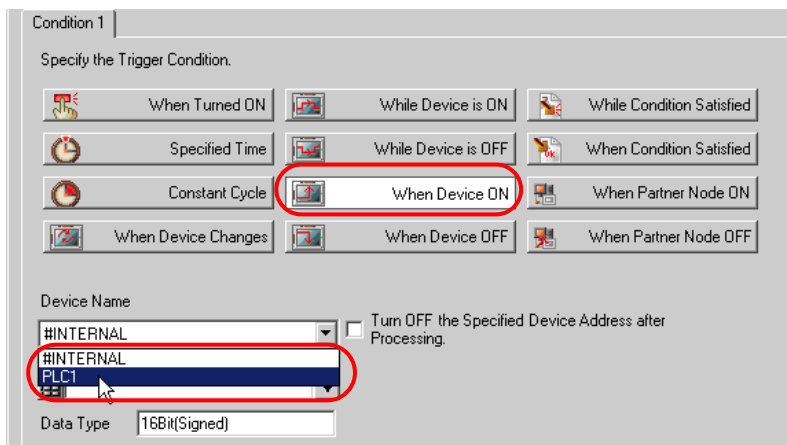 Condition 1
Specify the Trigger Condition.
When Turned ON
While Device is ON
While Condition Satisfied
Specified Time
While Device is OFF
When Condition Satisfied
Constant Cycle
When Device ON
When Partner Node ON
When Device Changes
When Device OFF
When Partner Node OFF
Device Name
#INTERNAL
Turn OFF the Specified Device Address after
Processing.
#INTERNAL
PLC1
Data Type 16Bit(Signed)